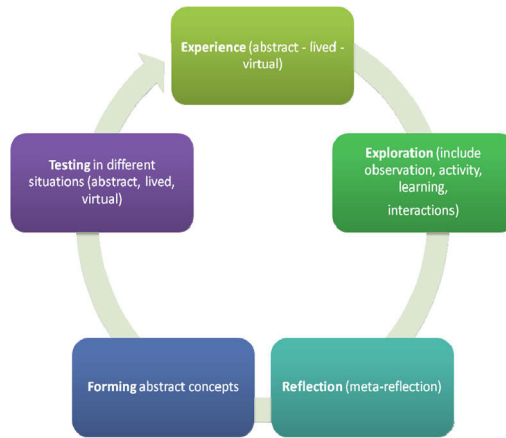 Experience (abstract - lived -
virtual)
Exploration (include
observation, activity,
learning,
interactions)
Reflection (meta-reflection)
Forming abstract concepts
Testing in different
situations (abstract, lived,
virtual)